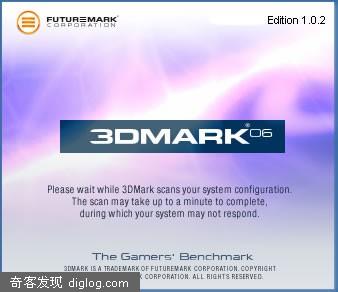 FUTUREMARK
CORPORATION
Edition 1.0.2
3DMARK®06
Please wait while 3DMark scans your system configuration.
The scan may take up to a minute to complete,
during which your system may not respond.
The Gamers' Benchmark
3DMARK IS A TRADEMARK OF FUTUREMARK CORPORATION. COPYRIGHT
MARK CORPORATION. ALL RIGHTS RESERVED.
奇客发现 diglog.com